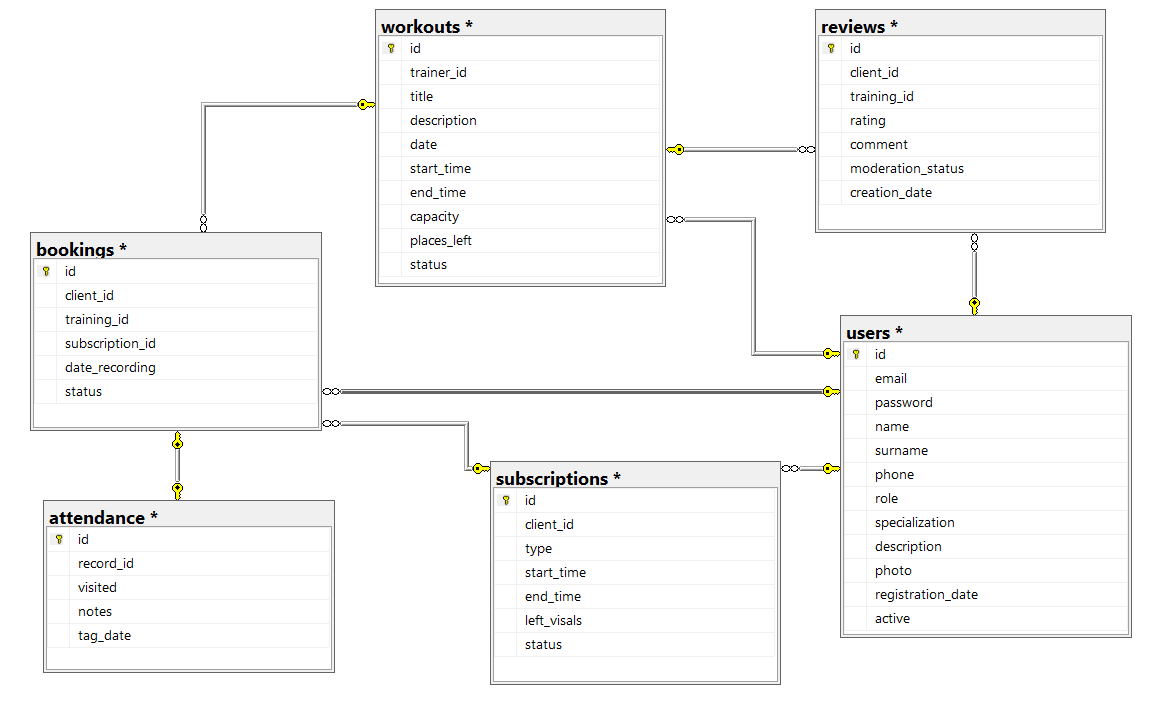 workouts *
id
trainer_id
title
description
date
start_time
end_time
capacity
places_left
status
reviews *
id
client_id
training_id
rating
comment
moderation_status
creation_date
bookings *
id
client_id
training_id
subscription_id
date_recording
status
users *
id
email
password
name
surname
phone
role
specialization
description
photo
registration_date
active
subscriptions *
id
client_id
type
start_time
end_time
left_visals
status
attendance *
id
record_id
visited
notes
tag_date